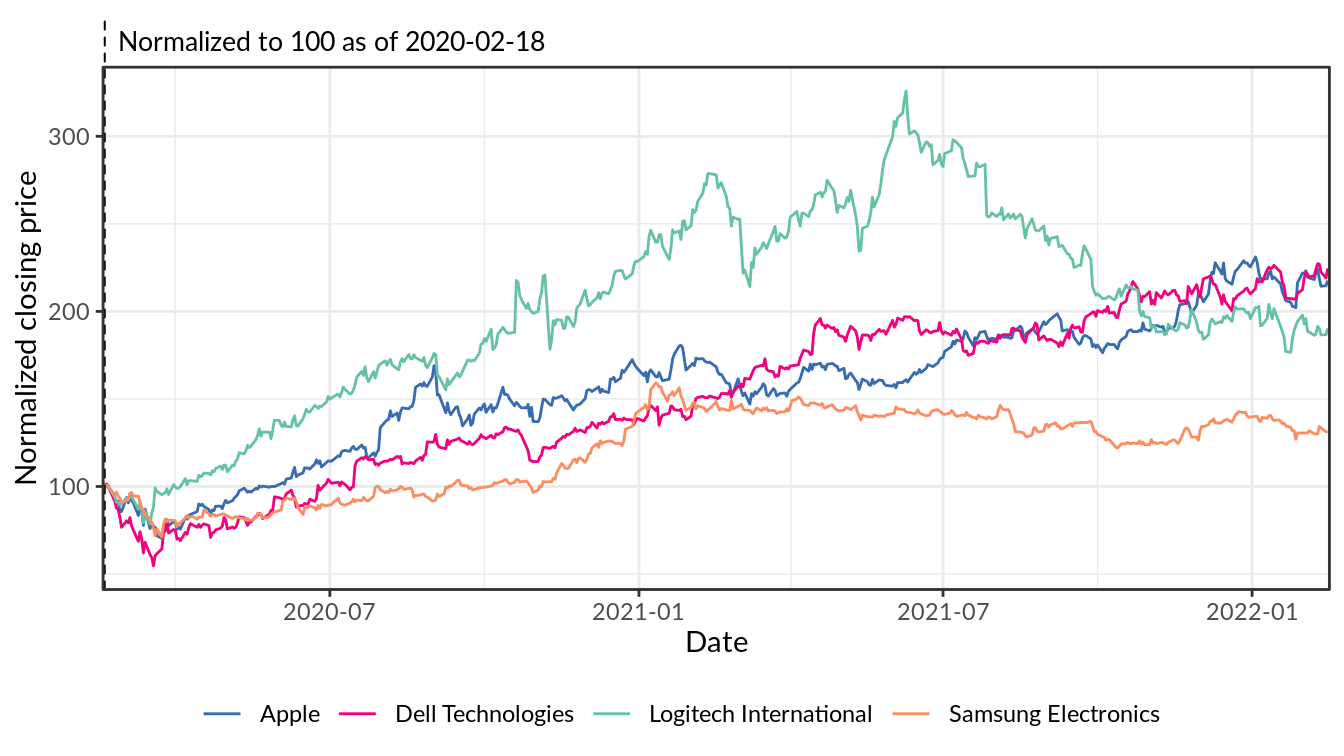 Normalized to 100 as of 2020-02-18
Normalized closing price
300
200
100
2020-07 2021-01 2021-07 2022-01
Date
Apple Dell Technologies Logitech International Samsung Electronics